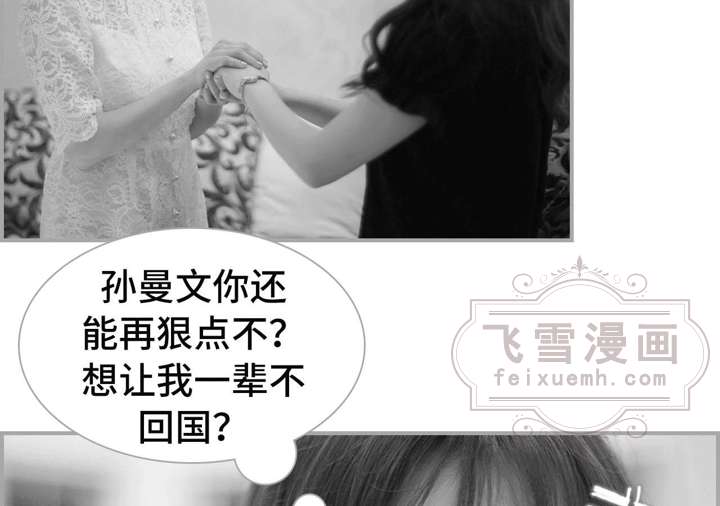 孙曼文你还
能再狠点不？
想让我一辈不
回国？
飞雪漫画
feixuemh.com